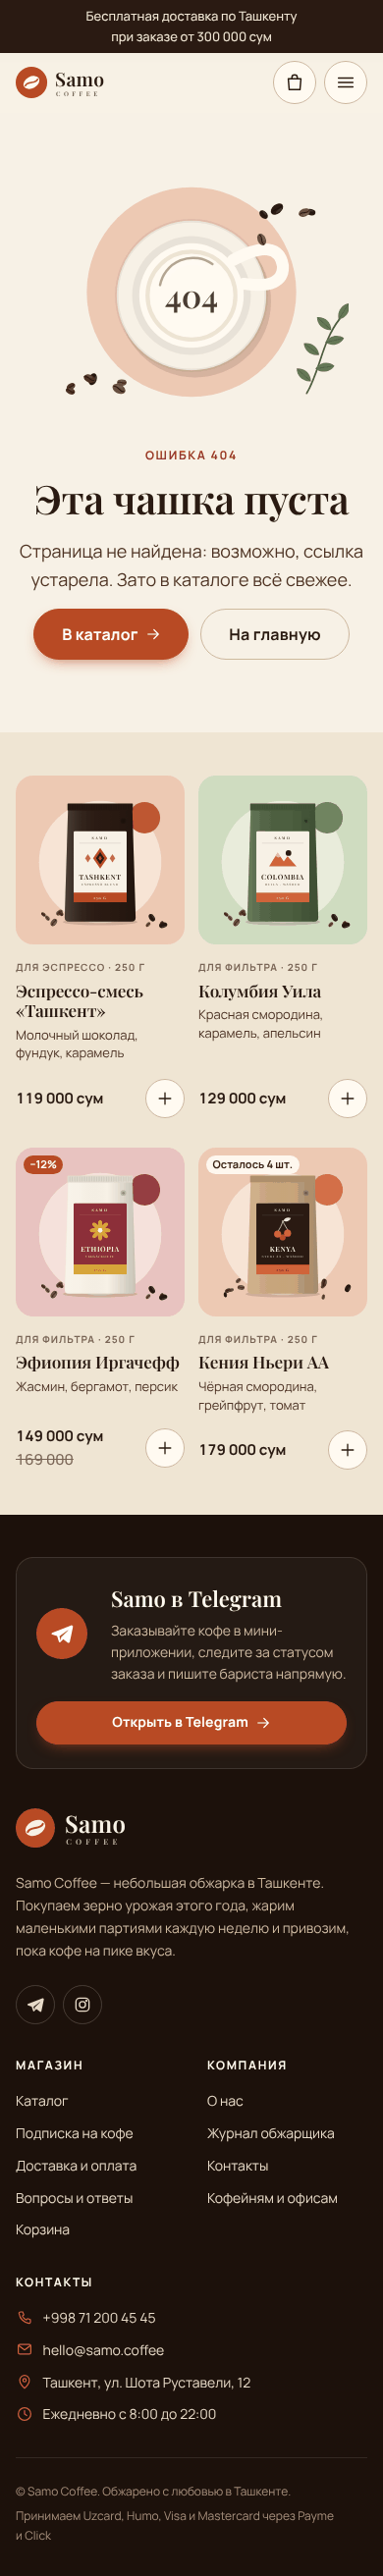 Бесплатная доставка по Ташкенту
при заказе от 300 000 сум
Samo
COFFEE
404
ОШИБКА 404
Эта чашка пуста
Страница не найдена: возможно, ссылка
устарела. Зато в каталоге всё свежее.
В каталог
На главную
SAMO
TASHKENT
SAMO
COLOMBIA
ДЛЯ ЭСПРЕССО · 250 Г
Эспрессо-смесь
«Ташкент»
Молочный шоколад,
фундук, карамель
119 000 сум
ДЛЯ ФИЛЬТРА · 250 Г
Колумбия Уила
Красная смородина,
карамель, апельсин
129 000 сум
−12%
SAMO
ETHIOPIA
Осталось 4 шт.
SAMO
KENYA
ДЛЯ ФИЛЬТРА · 250 Г
Эфиопия Иргачефф
Жасмин, бергамот, персик
149 000 сум
169 000
ДЛЯ ФИЛЬТРА · 250 Г
Кения Ньери АА
Чёрная смородина,
грейпфрут, томат
179 000 сум
Samo в Telegram
Заказывайте кофе в мини-
приложении, следите за статусом
заказа и пишите бариста напрямую.
Открыть в Telegram
Samo
COFFEE
Samo Coffee — небольшая обжарка в Ташкенте.
Покупаем зерно урожая этого года, жарим
маленькими партиями каждую неделю и привозим,
пока кофе на пике вкуса.
МАГАЗИН
Каталог
Подписка на кофе
Доставка и оплата
Вопросы и ответы
Корзина
КОМПАНИЯ
О нас
Журнал обжарщика
Контакты
Кофейням и офисам
КОНТАКТЫ
+998 71 200 45 45
hello@samo.coffee
Ташкент, ул. Шота Руставели, 12
Ежедневно с 8:00 до 22:00
© Samo Coffee. Обжарено с любовью в Ташкенте.
Принимаем Uzcard, Humo, Visa и Mastercard через Payme
и Click